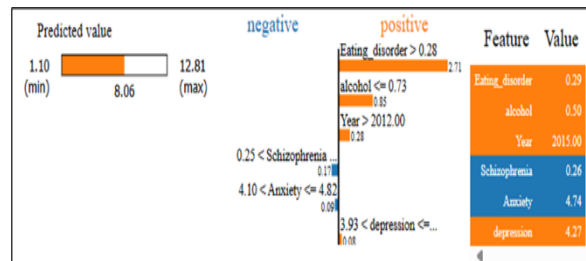 Predicted value
1.10
(min)
12.81
(max)
8.06
negative
positive
Eating_disorder > 0.28
2.71
alcohol <= 0.73
0.85
Year > 2012.00
0.28
0.25 < Schizophrenia ...
0.17
4.10 < Anxiety <= 4.82
0.09
3.93 < depression <=...
0.08
Feature Value
Eating_disorder 0.29
alcohol 0.50
Year 2015.00
Schizophrenia 0.26
Anxiety 4.74
depression 4.27